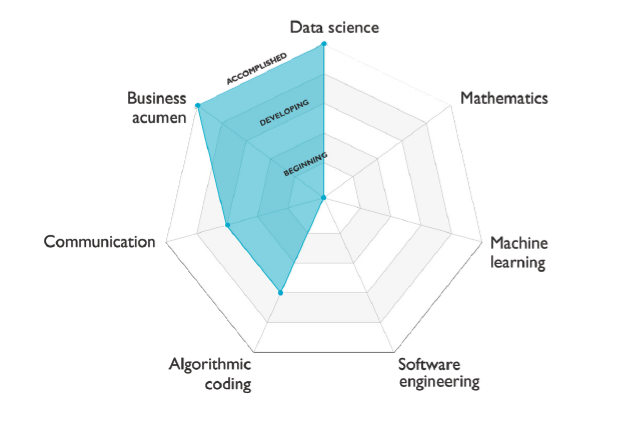 Data science
ACCOMPLISHED
Business
acumen
Mathematics
DEVELOPING
BEGINNING
Communication
Machine
learning
Algorithmic
coding
Software
engineering